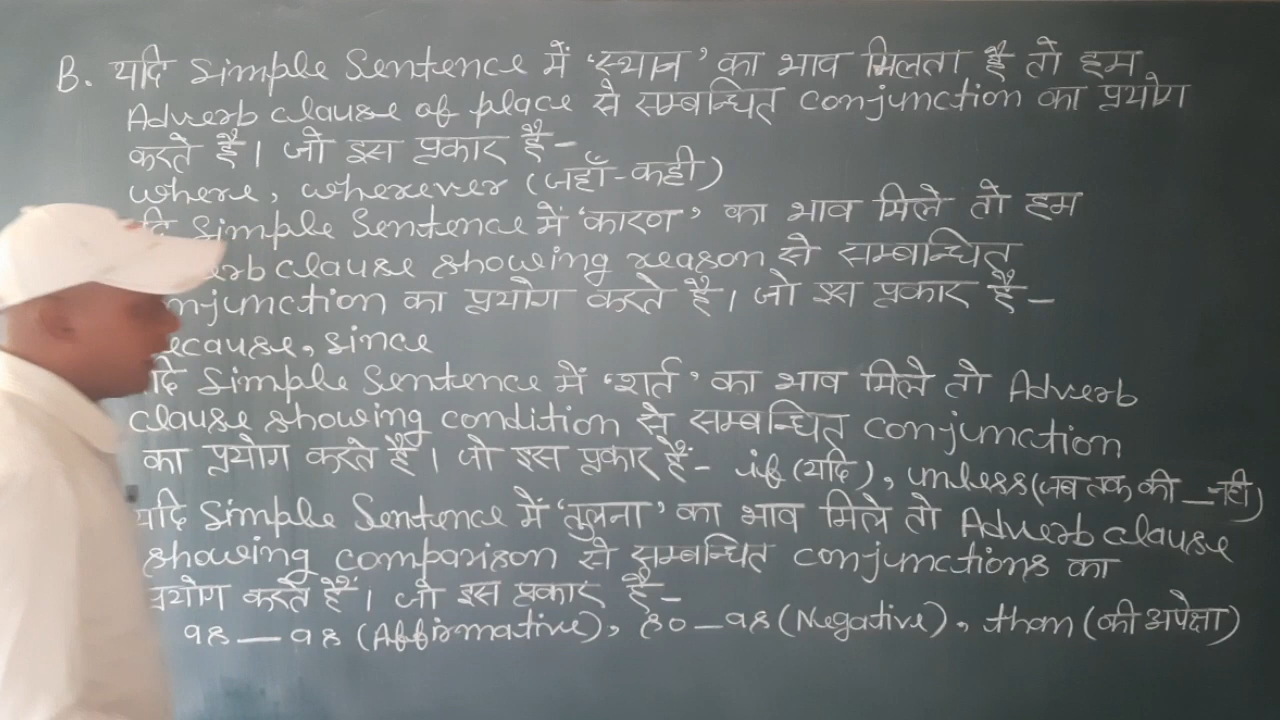 B. यदि Simple Sentence में 'स्थान' का भाव मिलता है तो हम
Adverb clause of place से सम्बन्धित conjunction का प्रयोग
करते है। जो इस प्रकार हैं-
where, wherever (जहाँ-कही)
दि Simple Sentence में 'कारण' का भाव मिले तो हम
erb clause showing reason से सम्बन्धित
njunction का प्रयोग करते है। जो इस प्रकार हैं-
ecause, since
दि Simple Sentence में 'शर्त' का भाव मिले तो Adverb
clause showing condition से सम्बन्धित conjunction
का प्रयोग करते हैं। जो इस प्रकार हैं- if (यदि), unless (जब तक की _ नही)
यदि Simple Sentence में 'तुलना' का भाव मिले तो Adverb clause
showing comparison से सम्बन्धित conjunctions का
प्रयोग करते हैं। जो इस प्रकार हैं-
as _ as (Affirmative), so _ as (Negative), than (की अपेक्षा)